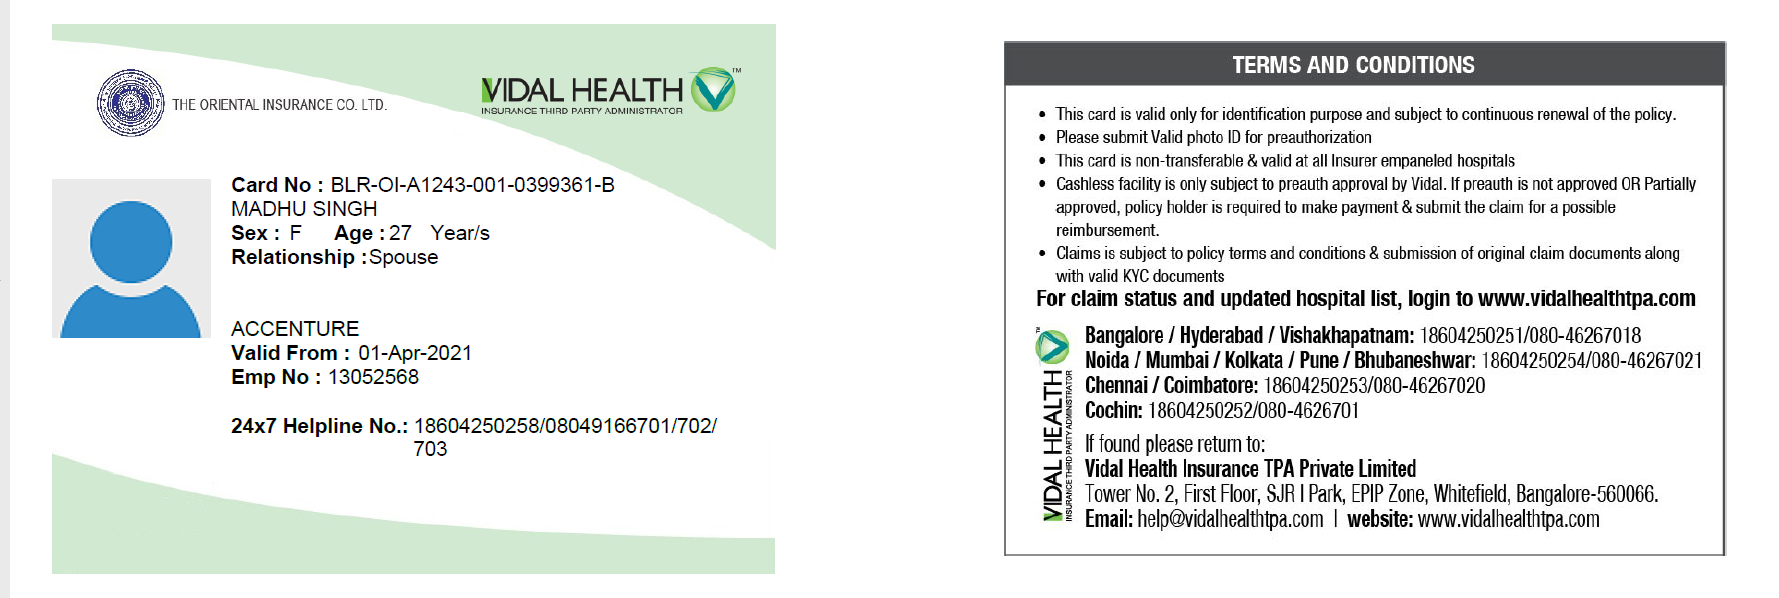 THE ORIENTAL INSURANCE CO. LTD.
VIDAL HEALTH ™
INSURANCE THIRD PARTY ADMINISTRATOR
Card No : BLR-OI-A1243-001-0399361-B
MADHU SINGH
Sex : F Age : 27 Year/s
Relationship : Spouse
ACCENTURE
Valid From : 01-Apr-2021
Emp No : 13052568
24x7 Helpline No.: 18604250258/08049166701/702/
703
TERMS AND CONDITIONS
• This card is valid only for identification purpose and subject to continuous renewal of the policy.
• Please submit Valid photo ID for preauthorization
• This card is non-transferable & valid at all Insurer empaneled hospitals
• Cashless facility is only subject to preauth approval by Vidal. If preauth is not approved OR Partially
approved, policy holder is required to make payment & submit the claim for a possible
reimbursement.
• Claims is subject to policy terms and conditions & submission of original claim documents along
with valid KYC documents
For claim status and updated hospital list, login to www.vidalhealthtpa.com
VIDAL HEALTH ™
INSURANCE THIRD PARTY ADMINISTRATOR
Bangalore / Hyderabad / Vishakhapatnam: 18604250251/080-46267018
Noida / Mumbai / Kolkata / Pune / Bhubaneshwar: 18604250254/080-46267021
Chennai / Coimbatore: 18604250253/080-46267020
Cochin: 18604250252/080-4626701
If found please return to:
Vidal Health Insurance TPA Private Limited
Tower No. 2, First Floor, SJR I Park, EPIP Zone, Whitefield, Bangalore-560066.
Email: help@vidalhealthtpa.com | website: www.vidalhealthtpa.com